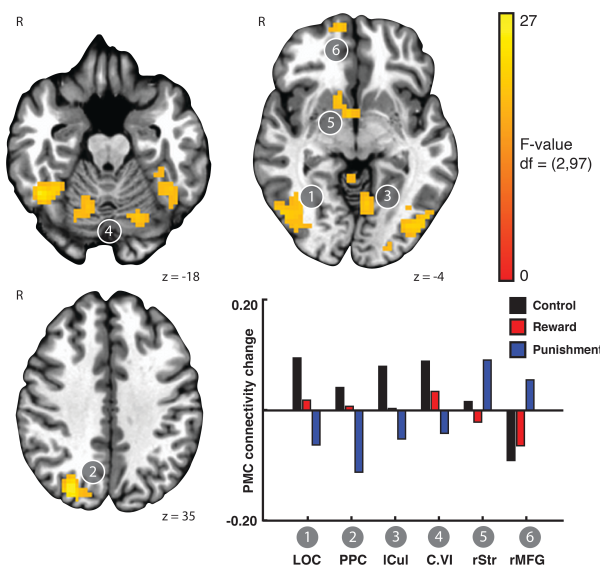 R
6
5
1
3
4
z = -18
z = -4
27
F-value
df = (2,97)
0
R
R
2
z = 35
0.20
-0.20
PMC connectivity change
Control
Reward
Punishment
1 2 3 4 5 6
LOC PPC lCul C.VI rStr rMFG